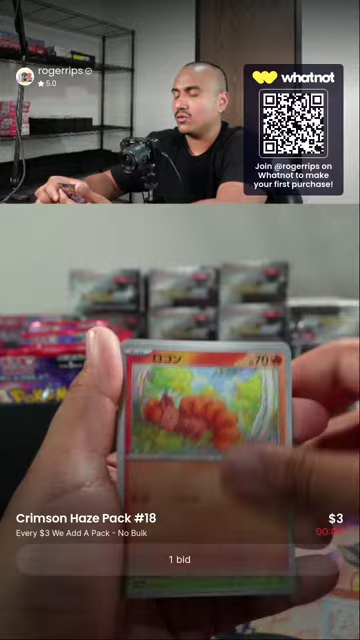 rogerrips
5.0
whatnot
Join @rogerrips on
Whatnot to make
your first purchase!
ロコン
70
Crimson Haze Pack #18
$3
Every $3 We Add A Pack - No Bulk
1 bid